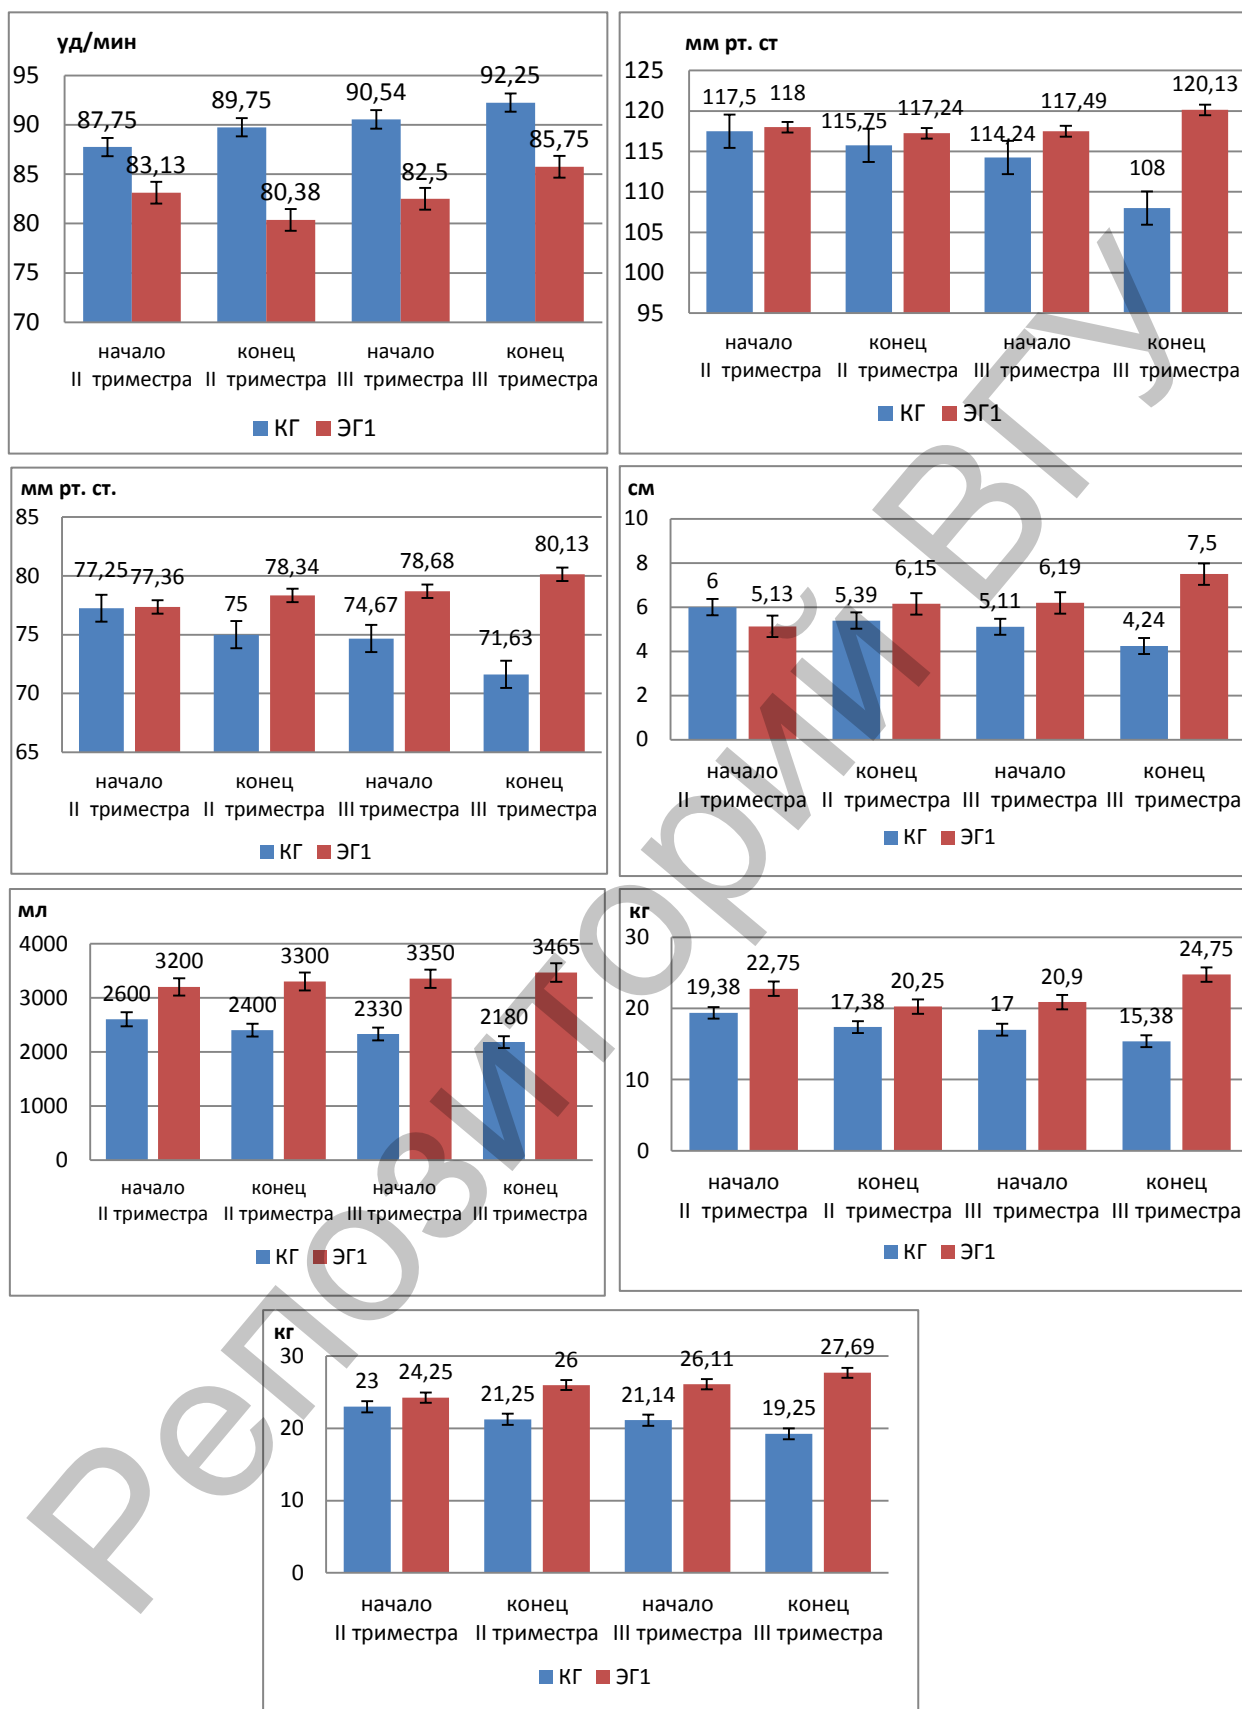 уд/мин
95
90
85
80
75
70
87,75 83,13 89,75 80,38 90,54 82,5 92,25 85,75
начало конец начало конец
II триместра II триместра III триместра III триместра
КГ ЭГ1
мм рт. ст
125
120
115
110
105
100
95
117,5 118 115,75 117,24 114,24 117,49 108 120,13
начало конец начало конец
II триместра II триместра III триместра III триместра
КГ ЭГ1
мм рт. ст.
85
80
75
70
65
77,25 77,36 75 78,34 74,67 78,68 71,63 80,13
начало конец начало конец
II триместра II триместра III триместра III триместра
КГ ЭГ1
см
10
8
6
4
2
0
6 5,13 5,39 6,15 5,11 6,19 4,24 7,5
начало конец начало конец
II триместра II триместра III триместра III триместра
КГ ЭГ1
мл
4000
3000
2000
1000
0
2600 3200 2400 3300 2330 3350 2180 3465
начало конец начало конец
II триместра II триместра III триместра III триместра
КГ ЭГ1
кг
30
20
10
0
19,38 22,75 17,38 20,25 17 20,9 15,38 24,75
начало конец начало конец
II триместра II триместра III триместра III триместра
КГ ЭГ1
кг
30
20
10
0
23 24,25 21,25 26 21,14 26,11 19,25 27,69
начало конец начало конец
II триместра II триместра III триместра III триместра
КГ ЭГ1
Репозиторий ВГУ